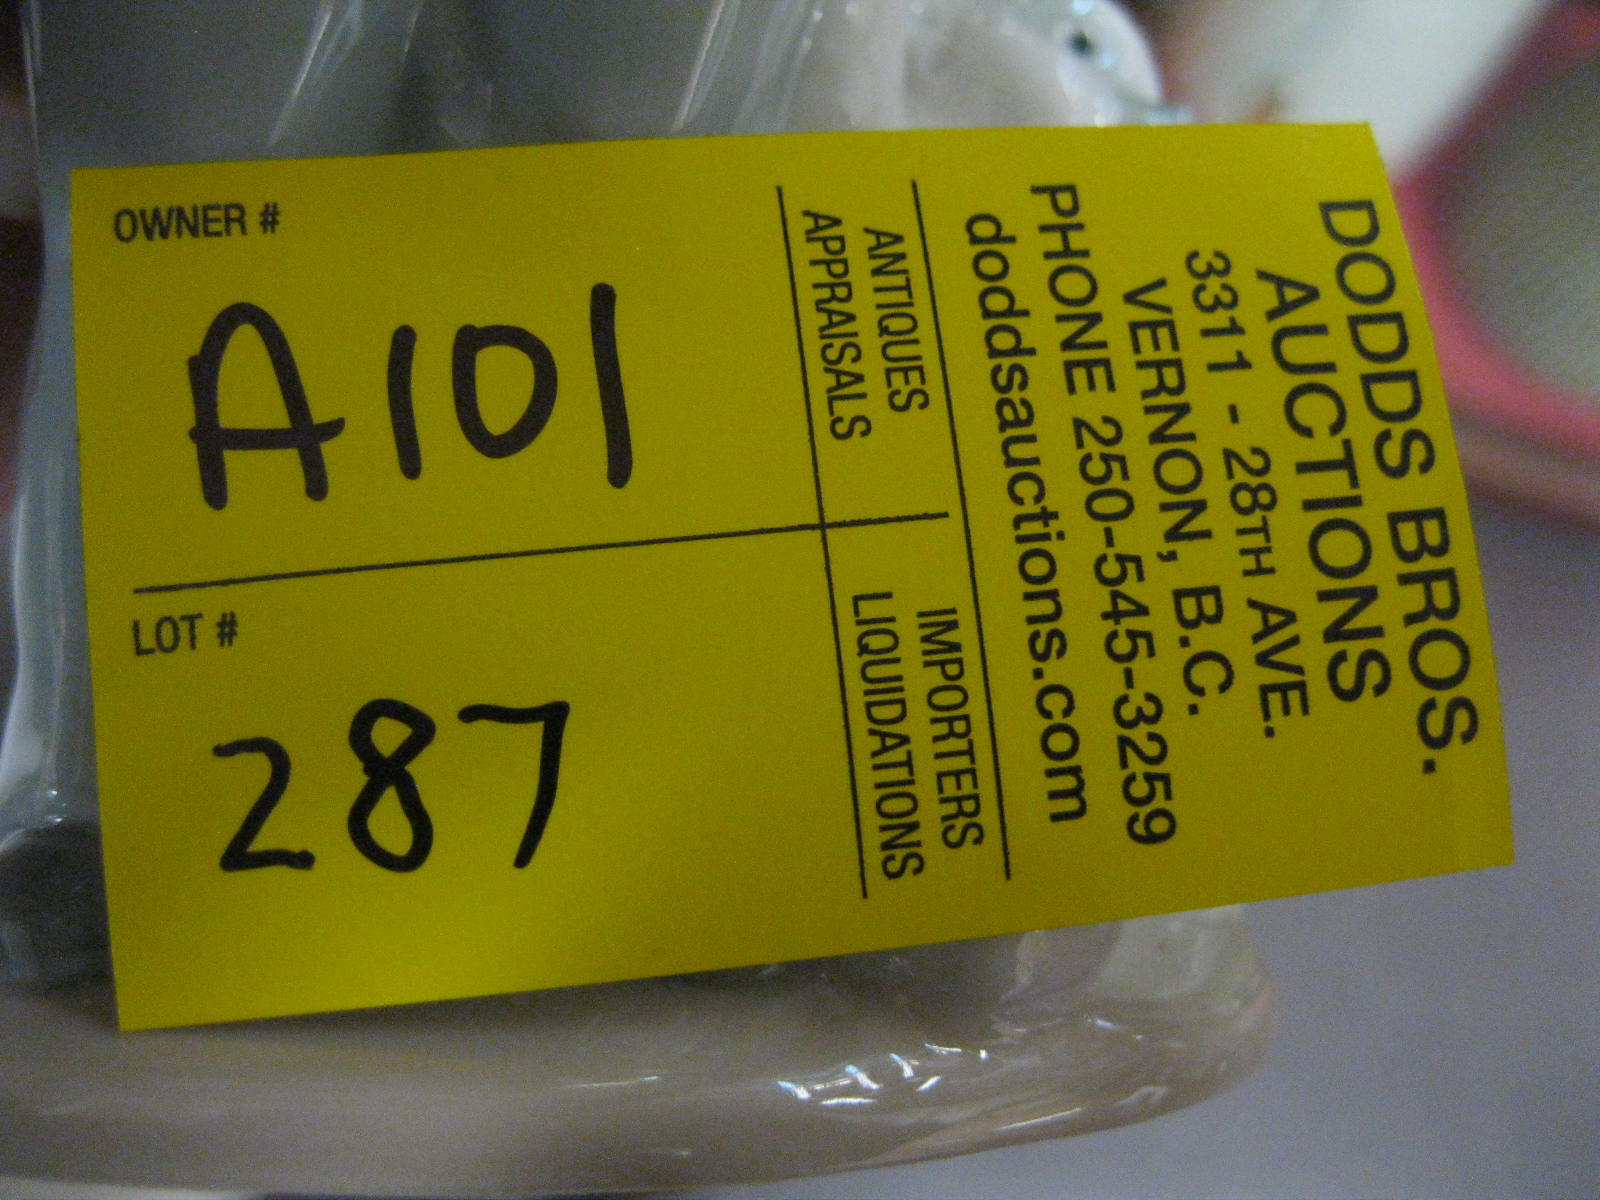 DODDS BROS.
AUCTIONS
3311 - 28TH AVE.
VERNON, B.C.
PHONE 250-545-3259
doddsauctions.com
ANTIQUES
APPRAISALS
IMPORTERS
LIQUIDATIONS
OWNER #
A101
LOT #
287